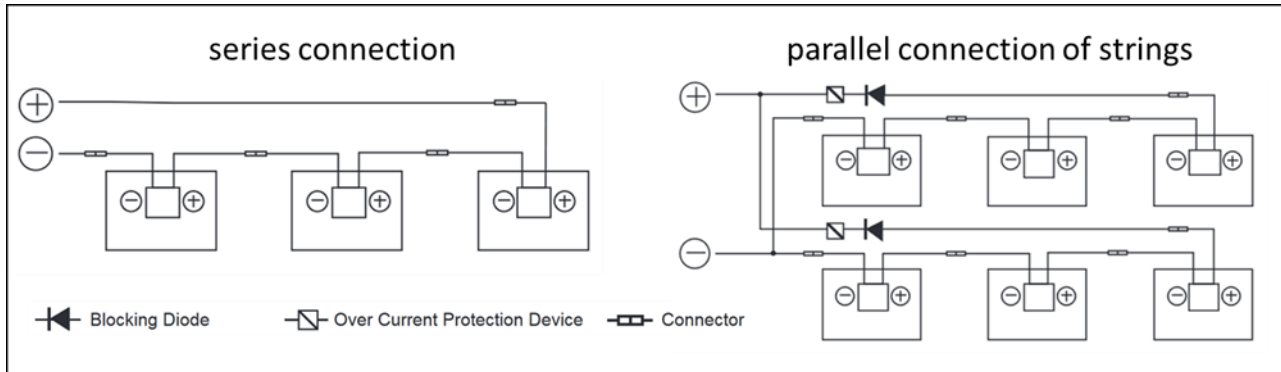 series connection
parallel connection of strings
+
−
− + − + − +
+
− + − + − +
−
− + − + − +
Blocking Diode Over Current Protection Device Connector